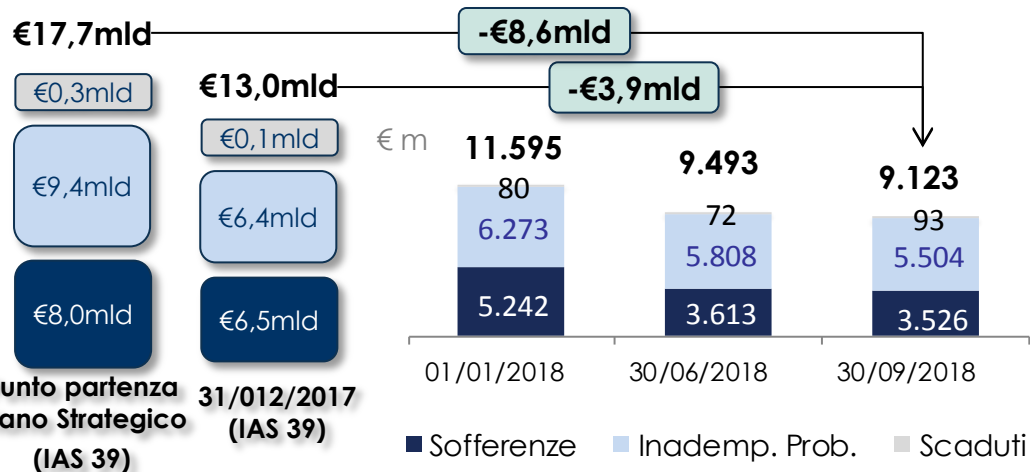 €17,7mld
-€8,6mld
€0,3mld
€9,4mld
€8,0mld
€13,0mld
-€3,9mld
€0,1mld
€6,4mld
€6,5mld
€ m
11.595
80
6.273
5.242
9.493
72
5.808
3.613
9.123
93
5.504
3.526
unto partenza
ano Strategico
(IAS 39)
31/012/2017
(IAS 39)
01/01/2018
30/06/2018
30/09/2018
Sofferenze
Inademp. Prob.
Scaduti